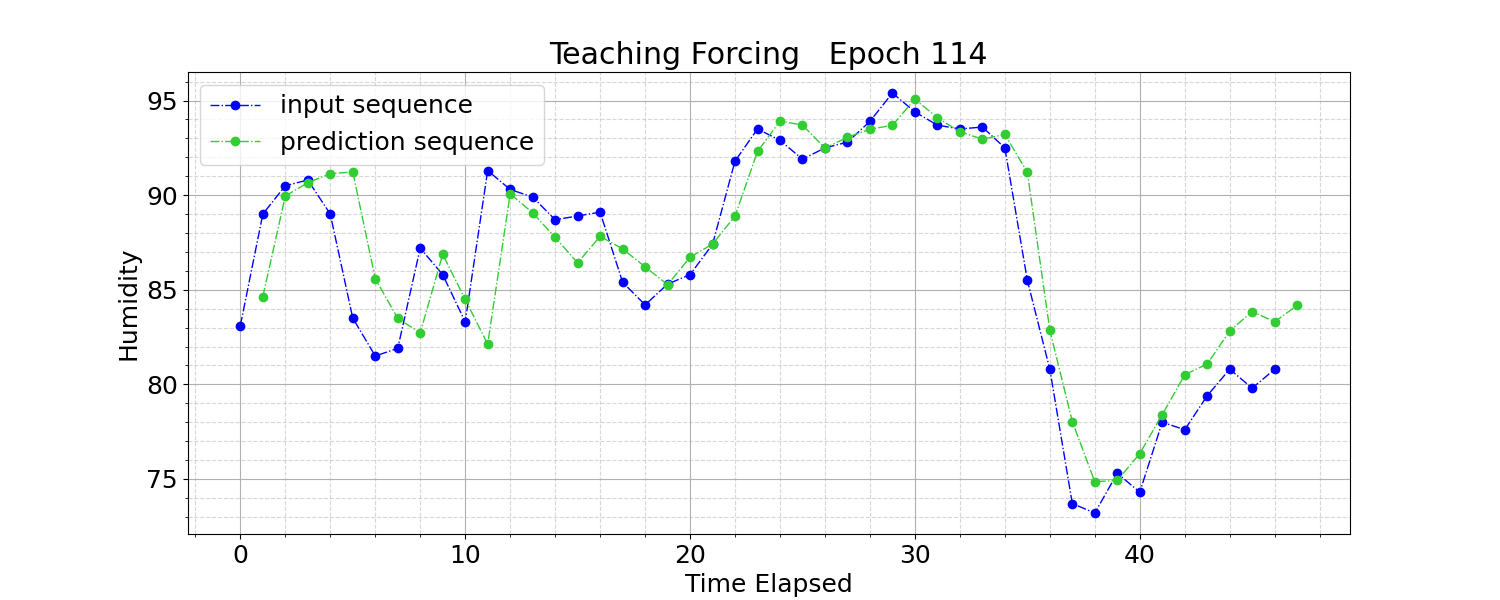 Teaching Forcing   Epoch 114
input sequence
prediction sequence
95
90
85
80
75
Humidity
0 10 20 30 40
Time Elapsed